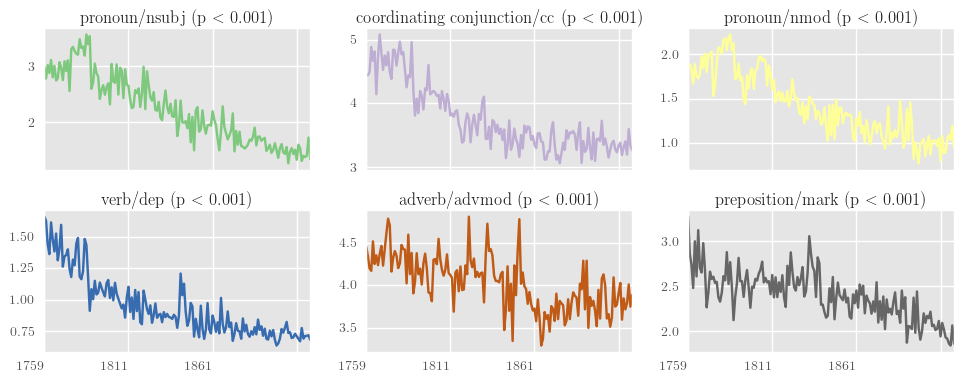 pronoun/nsubj (p < 0.001)
coordinating conjunction/cc (p < 0.001)
pronoun/nmod (p < 0.001)
3
2
5
4
3
2.0
1.5
1.0
verb/dep (p < 0.001)
adverb/advmod (p < 0.001)
preposition/mark (p < 0.001)
1.50
1.25
1.00
0.75
4.5
4.0
3.5
3.0
2.5
2.0
1759 1811 1861
1759 1811 1861
1759 1811 1861